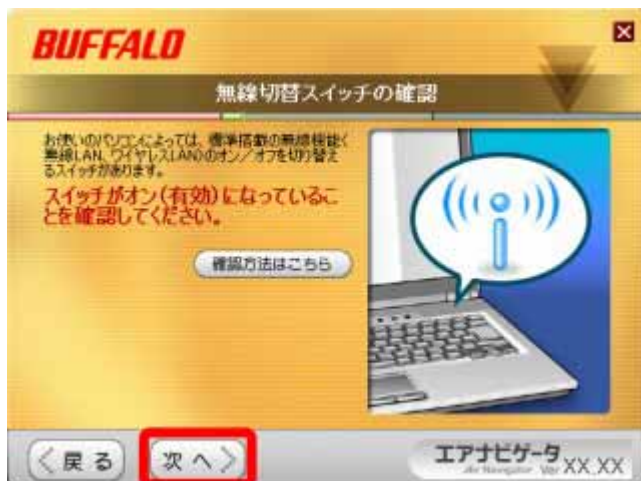 BUFFALO
無線切替スイッチの確認
お使いのパソコンによっては、標準搭載の無線機能(
無線LAN、ワイヤレスLAN)のオン／オフを切り替え
るスイッチがあります。
スイッチがオン(有効)になっているこ
とを確認してください。
確認方法はこちら
戻る
次へ
エアナビゲータ
Air Navigator Ver XX.XX